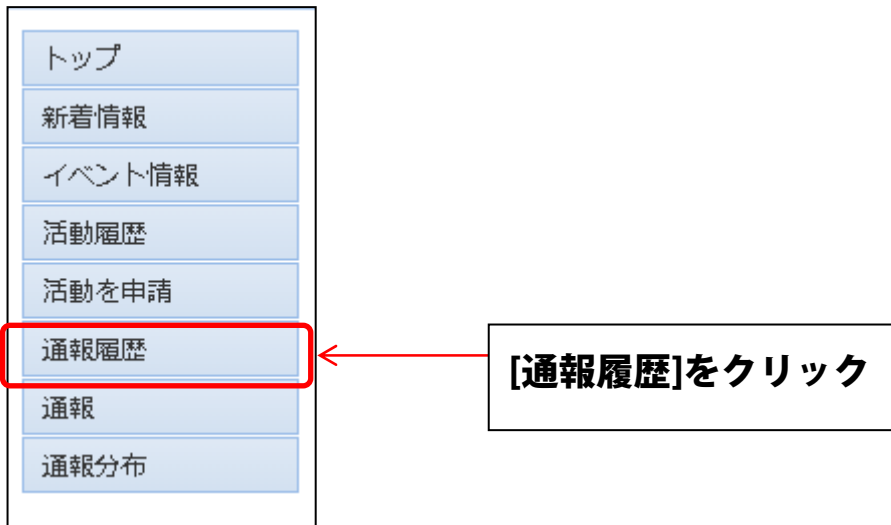 トップ
新着情報
イベント情報
活動履歴
活動を申請
通報履歴
通報
通報分布
[通報履歴]をクリック